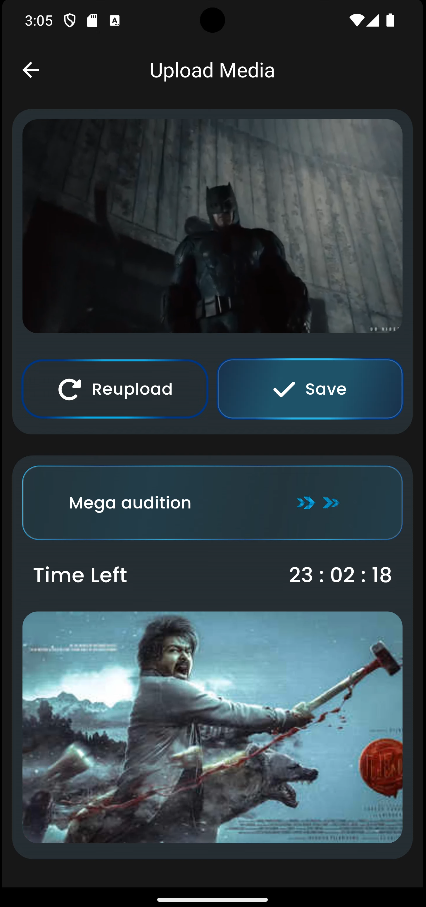 3:05
Upload Media
Reupload
Save
Mega audition
Time Left
23 : 02 : 18